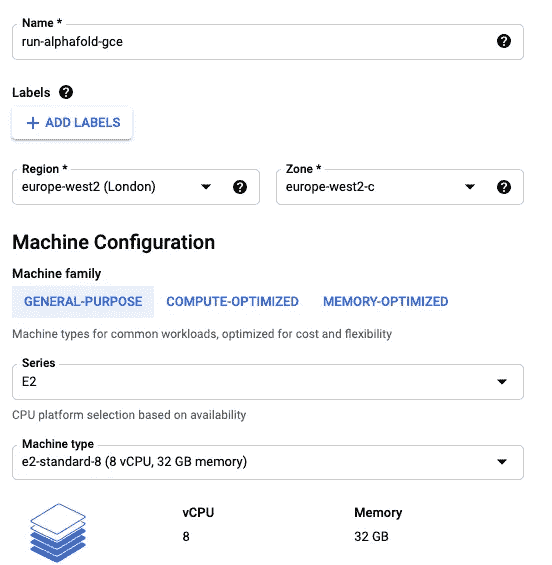 Name *
run-alphafold-gce
Labels
+ ADD LABELS
Region *
europe-west2 (London)
Zone *
europe-west2-c
Machine Configuration
Machine family
GENERAL-PURPOSE COMPUTE-OPTIMIZED MEMORY-OPTIMIZED
Machine types for common workloads, optimized for cost and flexibility
Series
E2
CPU platform selection based on availability
Machine type
e2-standard-8 (8 vCPU, 32 GB memory)
vCPU Memory
8 32 GB